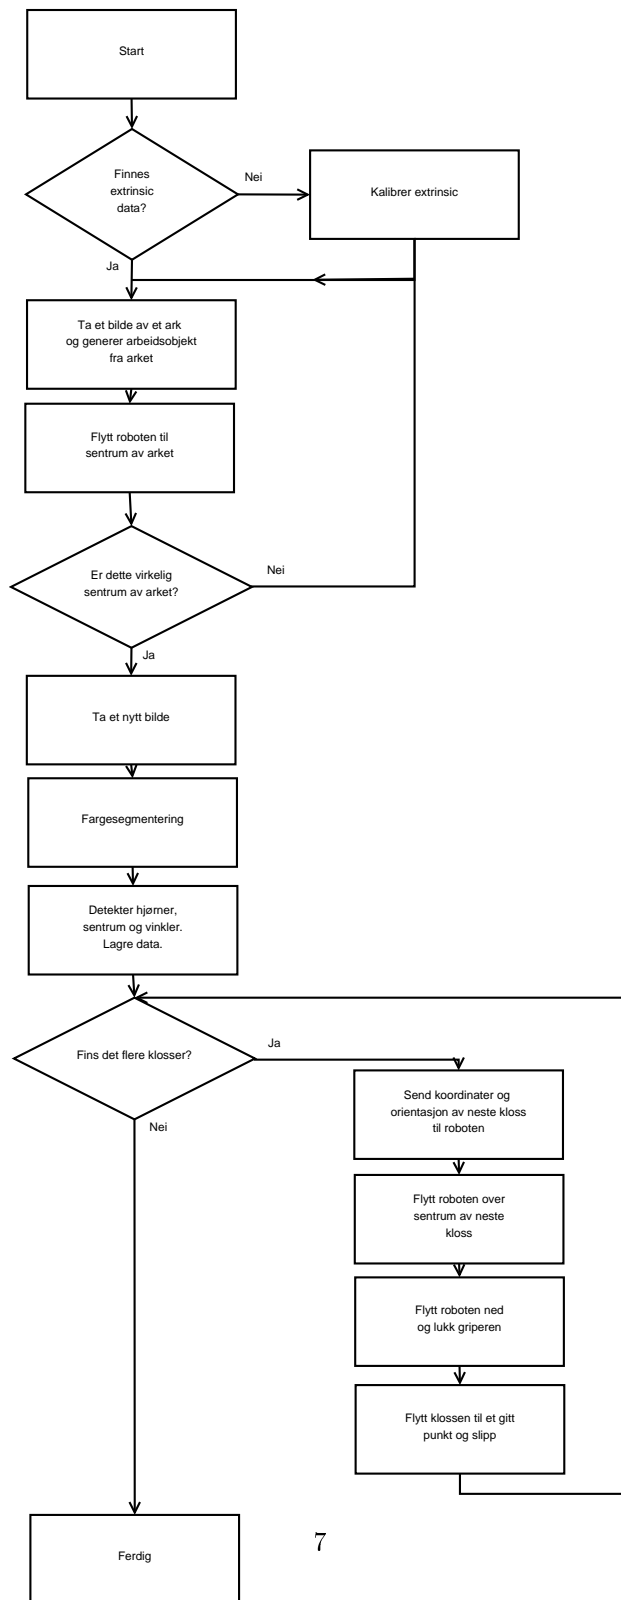 Start
Finnes
extrinsic
data?
Nei
Kalibrer extrinsic
Ja
Ta et bilde av et ark
og generer arbeidsobjekt
fra arket
Flytt roboten til
sentrum av arket
Er dette virkelig
sentrum av arket?
Nei
Ja
Ta et nytt bilde
Fargesegmentering
Detekter hjørner,
sentrum og vinkler.
Lagre data.
Fins det flere klosser?
Ja
Nei
Send koordinater og
orientasjon av neste kloss
til roboten
Flytt roboten over
sentrum av neste
kloss
Flytt roboten ned
og lukk griperen
Flytt klossen til et gitt
punkt og slipp
Ferdig
7